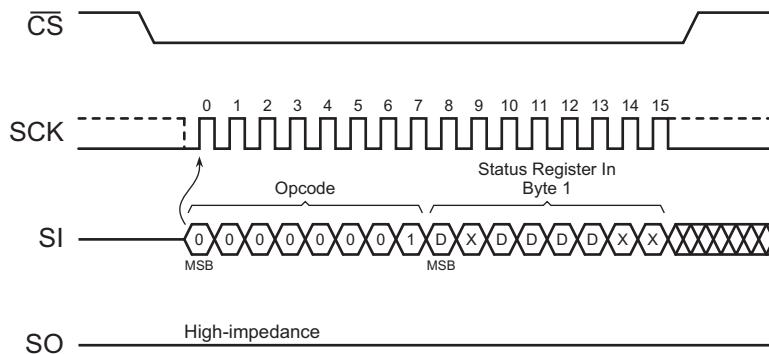 CS
SCK
0 1 2 3 4 5 6 7 8 9 10 11 12 13 14 15
Opcode
Status Register In
Byte 1
SI
0 0 0 0 0 0 0 1 D X D D D D X X
MSB MSB
SO
High-impedance